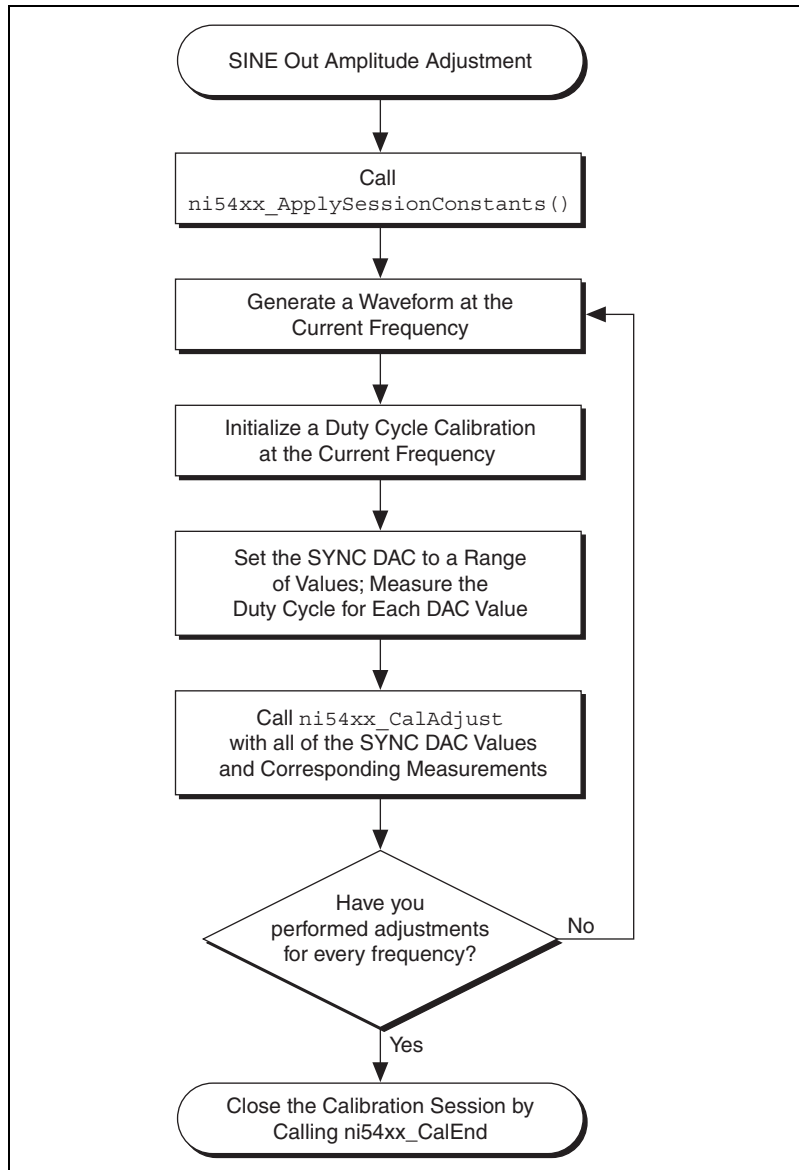 SINE Out Amplitude Adjustment
Call
ni54xx_ApplySessionConstants()
Generate a Waveform at the
Current Frequency
Initialize a Duty Cycle Calibration
at the Current Frequency
Set the SYNC DAC to a Range
of Values; Measure the
Duty Cycle for Each DAC Value
Call ni54xx_CalAdjust
with all of the SYNC DAC Values
and Corresponding Measurements
Have you
performed adjustments
for every frequency?
No
Yes
Close the Calibration Session by
Calling ni54xx_CalEnd